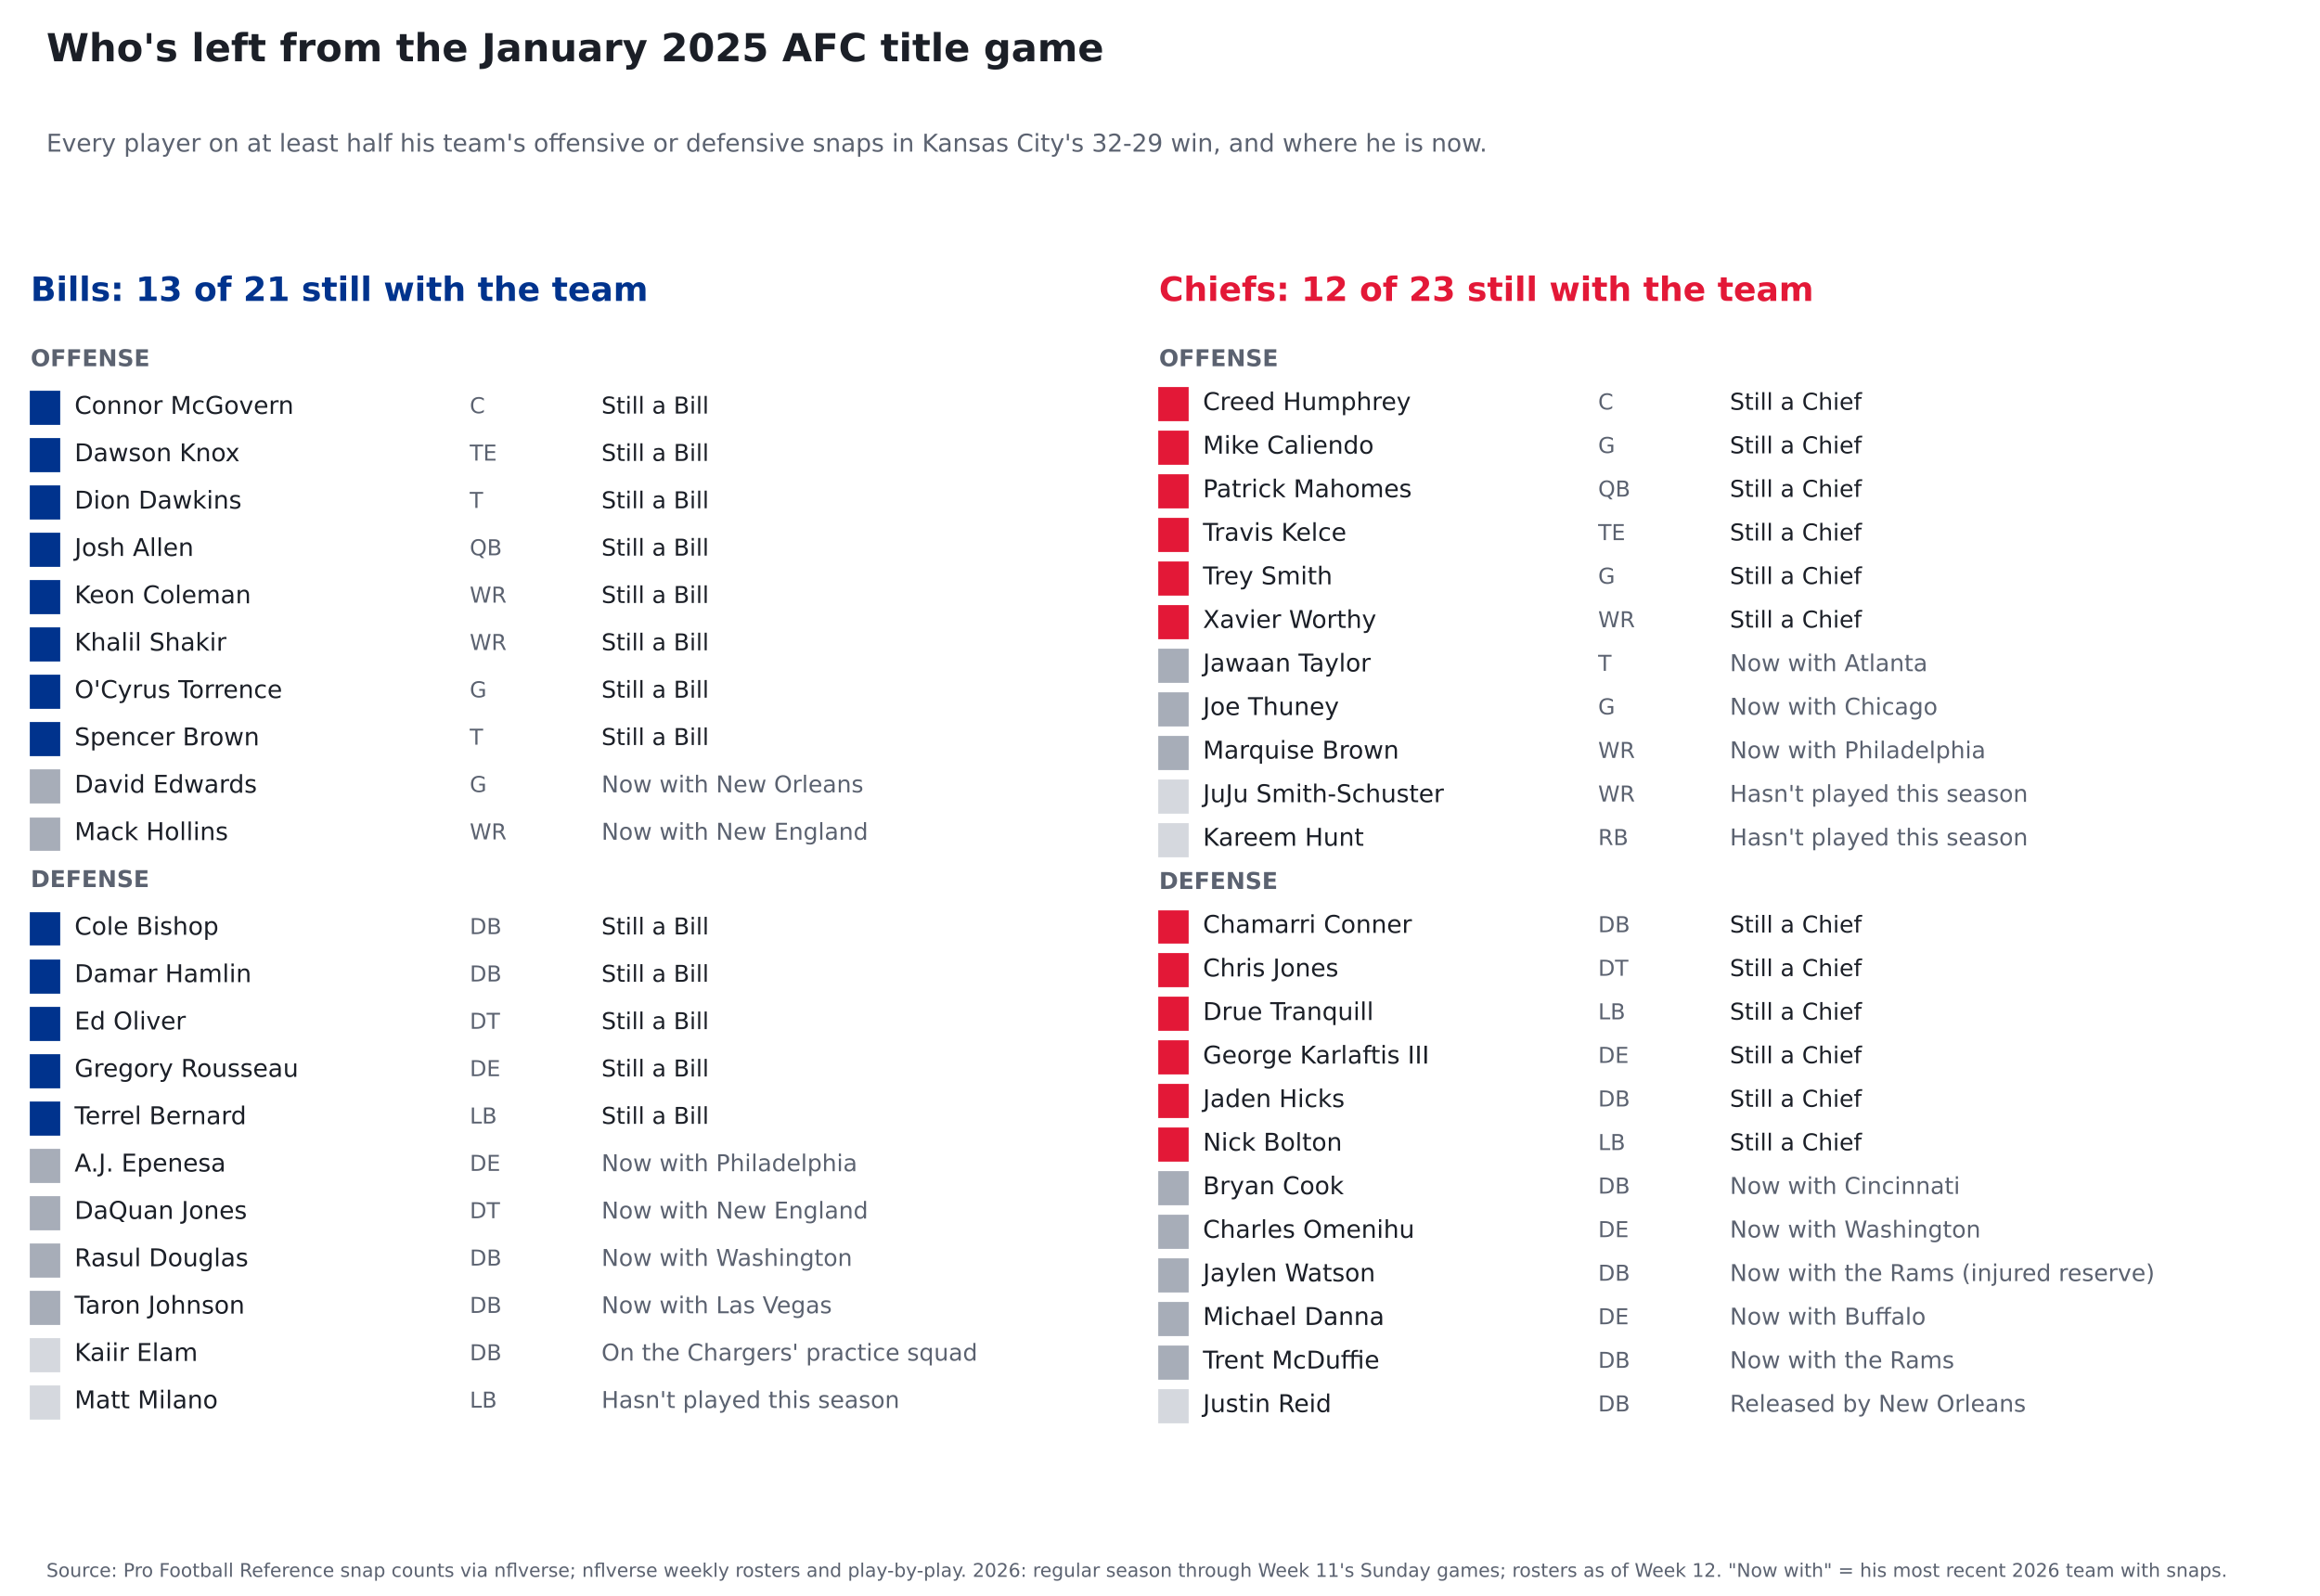 Who's left from the January 2025 AFC title game
Every player on at least half his team's offensive or defensive snaps in Kansas City's 32-29 win, and where he is now.
Bills: 13 of 21 still with the team
OFFENSE
Connor McGovern C Still a Bill
Dawson Knox TE Still a Bill
Dion Dawkins T Still a Bill
Josh Allen QB Still a Bill
Keon Coleman WR Still a Bill
Khalil Shakir WR Still a Bill
O'Cyrus Torrence G Still a Bill
Spencer Brown T Still a Bill
David Edwards G Now with New Orleans
Mack Hollins WR Now with New England
DEFENSE
Cole Bishop DB Still a Bill
Damar Hamlin DB Still a Bill
Ed Oliver DT Still a Bill
Gregory Rousseau DE Still a Bill
Terrel Bernard LB Still a Bill
A.J. Epenesa DE Now with Philadelphia
DaQuan Jones DT Now with New England
Rasul Douglas DB Now with Washington
Taron Johnson DB Now with Las Vegas
Kaiir Elam DB On the Chargers' practice squad
Matt Milano LB Hasn't played this season
Chiefs: 12 of 23 still with the team
OFFENSE
Creed Humphrey C Still a Chief
Mike Caliendo G Still a Chief
Patrick Mahomes QB Still a Chief
Travis Kelce TE Still a Chief
Trey Smith G Still a Chief
Xavier Worthy WR Still a Chief
Jawaan Taylor T Now with Atlanta
Joe Thuney G Now with Chicago
Marquise Brown WR Now with Philadelphia
JuJu Smith-Schuster WR Hasn't played this season
Kareem Hunt RB Hasn't played this season
DEFENSE
Chamarri Conner DB Still a Chief
Chris Jones DT Still a Chief
Drue Tranquill LB Still a Chief
George Karlaftis III DE Still a Chief
Jaden Hicks DB Still a Chief
Nick Bolton LB Still a Chief
Bryan Cook DB Now with Cincinnati
Charles Omenihu DE Now with Washington
Jaylen Watson DB Now with the Rams (injured reserve)
Michael Danna DE Now with Buffalo
Trent McDuffie DB Now with the Rams
Justin Reid DB Released by New Orleans
Source: Pro Football Reference snap counts via nflverse; nflverse weekly rosters and play-by-play. 2026: regular season through Week 11's Sunday games; rosters as of Week 12. "Now with" = his most recent 2026 team with snaps.